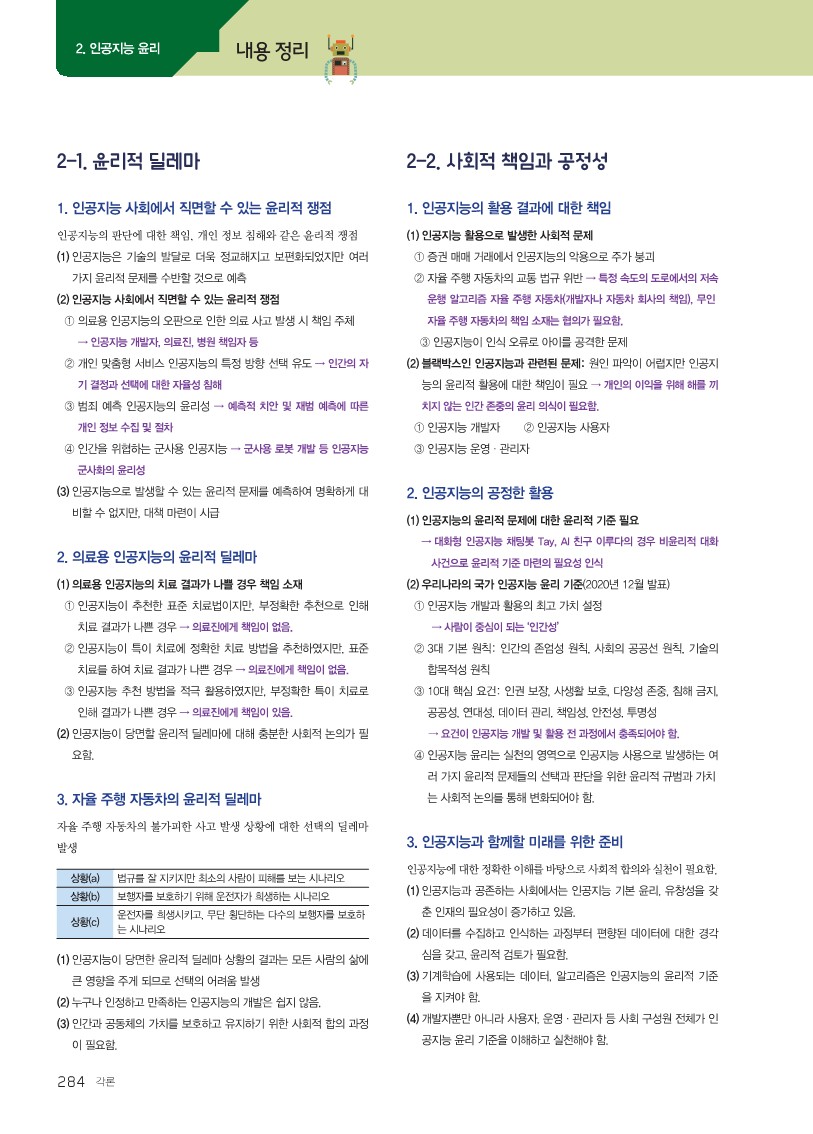 2. 인공지능 윤리
내용 정리
2-1. 윤리적 딜레마
1. 인공지능 사회에서 직면할 수 있는 윤리적 쟁점
인공지능의 판단에 대한 책임, 개인 정보 침해와 같은 윤리적 쟁점
(1) 인공지능은 기술의 발달로 더욱 정교해지고 보편화되었지만 여러
가지 윤리적 문제를 수반할 것으로 예측
(2) 인공지능 사회에서 직면할 수 있는 윤리적 쟁점
① 의료용 인공지능의 오판으로 인한 의료 사고 발생 시 책임 주체
→ 인공지능 개발자, 의료진, 병원 책임자 등
② 개인 맞춤형 서비스 인공지능의 특정 방향 선택 유도 → 인간의 자
기 결정과 선택에 대한 자율성 침해
③ 범죄 예측 인공지능의 윤리성 → 예측적 치안 및 재범 예측에 따른
개인 정보 수집 및 절차
④ 인간을 위협하는 군사용 인공지능 → 군사용 로봇 개발 등 인공지능
군사화의 윤리성
(3) 인공지능으로 발생할 수 있는 윤리적 문제를 예측하여 명확하게 대
비할 수 없지만, 대책 마련이 시급
2. 의료용 인공지능의 윤리적 딜레마
(1) 의료용 인공지능의 치료 결과가 나쁠 경우 책임 소재
① 인공지능이 추천한 표준 치료법이지만, 부정확한 추천으로 인해
치료 결과가 나쁜 경우 → 의료진에게 책임이 없음.
② 인공지능이 특이 치료에 정확한 치료 방법을 추천하였지만, 표준
치료를 하여 치료 결과가 나쁜 경우 → 의료진에게 책임이 없음.
③ 인공지능 추천 방법을 적극 활용하였지만, 부정확한 특이 치료로
인해 결과가 나쁜 경우 → 의료진에게 책임이 있음.
(2) 인공지능이 당면할 윤리적 딜레마에 대해 충분한 사회적 논의가 필
요함.
3. 자율 주행 자동차의 윤리적 딜레마
자율 주행 자동차의 불가피한 사고 발생 상황에 대한 선택의 딜레마
발생
상황(a) 법규를 잘 지키지만 최소의 사람이 피해를 보는 시나리오
상황(b) 보행자를 보호하기 위해 운전자가 희생하는 시나리오
상황(c) 운전자를 희생시키고, 무단 횡단하는 다수의 보행자를 보호하
는 시나리오
(1) 인공지능이 당면한 윤리적 딜레마 상황의 결과는 모든 사람의 삶에
큰 영향을 주게 되므로 선택의 어려움 발생
(2) 누구나 인정하고 만족하는 인공지능의 개발은 쉽지 않음.
(3) 인간과 공동체의 가치를 보호하고 유지하기 위한 사회적 합의 과정
이 필요함.
2-2. 사회적 책임과 공정성
1. 인공지능의 활용 결과에 대한 책임
(1) 인공지능 활용으로 발생한 사회적 문제
① 증권 매매 거래에서 인공지능의 악용으로 주가 붕괴
② 자율 주행 자동차의 교통 법규 위반 → 특정 속도의 도로에서의 저속
운행 알고리즘 자율 주행 자동차(개발자나 자동차 회사의 책임), 무인
자율 주행 자동차의 책임 소재는 협의가 필요함.
③ 인공지능이 인식 오류로 아이를 공격한 문제
(2) 블랙박스인 인공지능과 관련된 문제: 원인 파악이 어렵지만 인공지
능의 윤리적 활용에 대한 책임이 필요 → 개인의 이익을 위해 해를 끼
치지 않는 인간 존중의 윤리 의식이 필요함.
① 인공지능 개발자 ② 인공지능 사용자
③ 인공지능 운영 · 관리자
2. 인공지능의 공정한 활용
(1) 인공지능의 윤리적 문제에 대한 윤리적 기준 필요
→ 대화형 인공지능 채팅봇 Tay, AI 친구 이루다의 경우 비윤리적 대화
사건으로 윤리적 기준 마련의 필요성 인식
(2) 우리나라의 국가 인공지능 윤리 기준(2020년 12월 발표)
① 인공지능 개발과 활용의 최고 가치 설정
→ 사람이 중심이 되는 ‘인간성’
② 3대 기본 원칙: 인간의 존엄성 원칙, 사회의 공공선 원칙, 기술의
합목적성 원칙
③ 10대 핵심 요건: 인권 보장, 사생활 보호, 다양성 존중, 침해 금지,
공공성, 연대성, 데이터 관리, 책임성, 안전성, 투명성
→ 요건이 인공지능 개발 및 활용 전 과정에서 충족되어야 함.
④ 인공지능 윤리는 실천의 영역으로 인공지능 사용으로 발생하는 여
러 가지 윤리적 문제들의 선택과 판단을 위한 윤리적 규범과 가치
는 사회적 논의를 통해 변화되어야 함.
3. 인공지능과 함께할 미래를 위한 준비
인공지능에 대한 정확한 이해를 바탕으로 사회적 합의와 실천이 필요함.
(1) 인공지능과 공존하는 사회에서는 인공지능 기본 윤리, 유창성을 갖
춘 인재의 필요성이 증가하고 있음.
(2) 데이터를 수집하고 인식하는 과정부터 편향된 데이터에 대한 경각
심을 갖고, 윤리적 검토가 필요함.
(3) 기계학습에 사용되는 데이터, 알고리즘은 인공지능의 윤리적 기준
을 지켜야 함.
(4) 개발자뿐만 아니라 사용자, 운영 · 관리자 등 사회 구성원 전체가 인
공지능 윤리 기준을 이해하고 실천해야 함.
284 각론